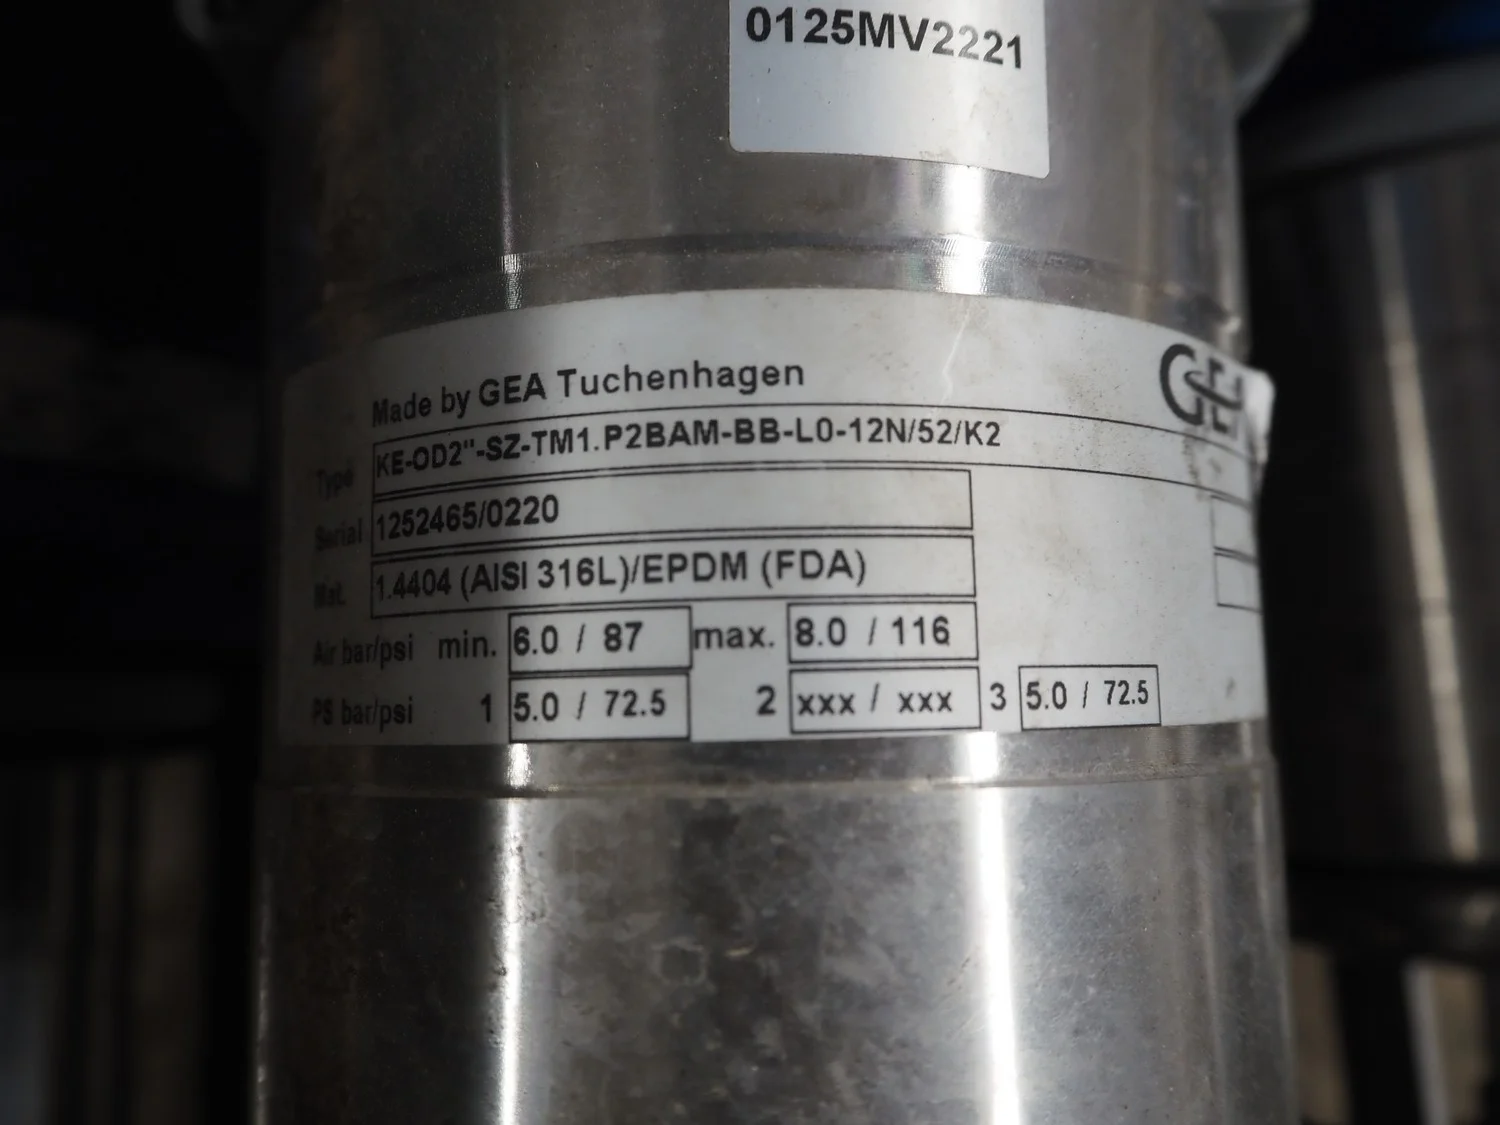 0125MV2221
Made by GEA Tuchenhagen
GEA
Type KE-OD2"-SZ-TM1.P2BAM-BB-L0-12N/52/K2
Serial 1252465/0220
Mat. 1.4404 (AISI 316L)/EPDM (FDA)
Air bar/psi min. 6.0 / 87 max. 8.0 / 116
PS bar/psi 1 5.0 / 72.5 2 xxx / xxx 3 5.0 / 72.5